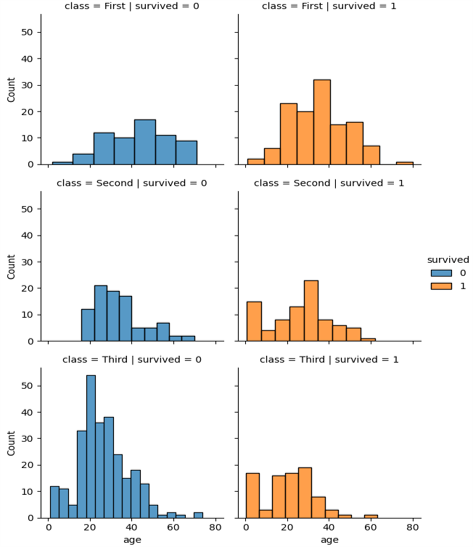 class = First | survived = 0
class = First | survived = 1
50
40
30
20
10
0
Count
class = Second | survived = 0
class = Second | survived = 1
50
40
30
20
10
0
Count
survived
0
1
class = Third | survived = 0
class = Third | survived = 1
50
40
30
20
10
0
Count
0 20 40 60 80
0 20 40 60 80
age
age